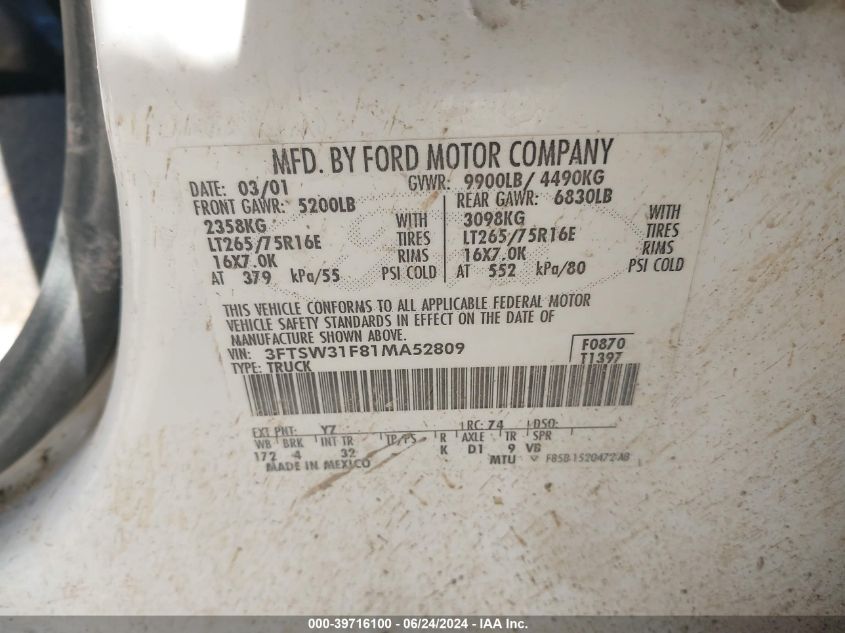 MFD. BY FORD MOTOR COMPANY
DATE: 03/01 GVWR: 9900LB/ 4490KG
FRONT GAWR: 5200LB REAR GAWR: 6830LB
2358KG WITH 3098KG WITH
LT265/75R16E TIRES LT265/75R16E TIRES
16X7.0K RIMS 16X7.0K RIMS
AT 379 kPa/55 PSI COLD AT 552 kPa/80 PSI COLD
THIS VEHICLE CONFORMS TO ALL APPLICABLE FEDERAL MOTOR
VEHICLE SAFETY STANDARDS IN EFFECT ON THE DATE OF
MANUFACTURE SHOWN ABOVE.
VIN: 3FTSW31F81MA52809 F0870
TYPE: TRUCK T1397
EXT PNT: YZ RC: 74 DSO:
WB BRK INT TR TP/PS R AXLE TR SPR
172 4 32 K D1 9 VB
MADE IN MEXICO MTU F85B-1520472-AB
000-39716100 - 06/24/2024 - IAA Inc.